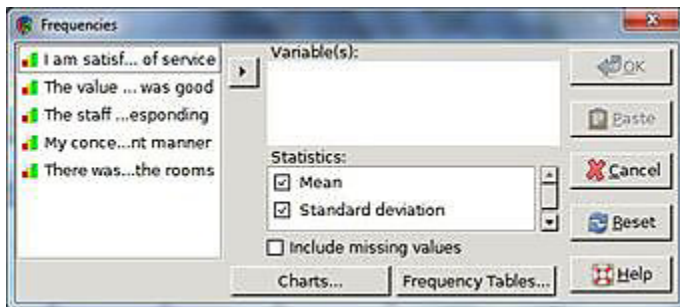 Frequencies
I am satisf... of service
The value ... was good
The staff ...esponding
My conce...nt manner
There was...the rooms
Variable(s):
Statistics:
Mean
Standard deviation
Include missing values
Charts...
Frequency Tables...
OK
Paste
Cancel
Reset
Help